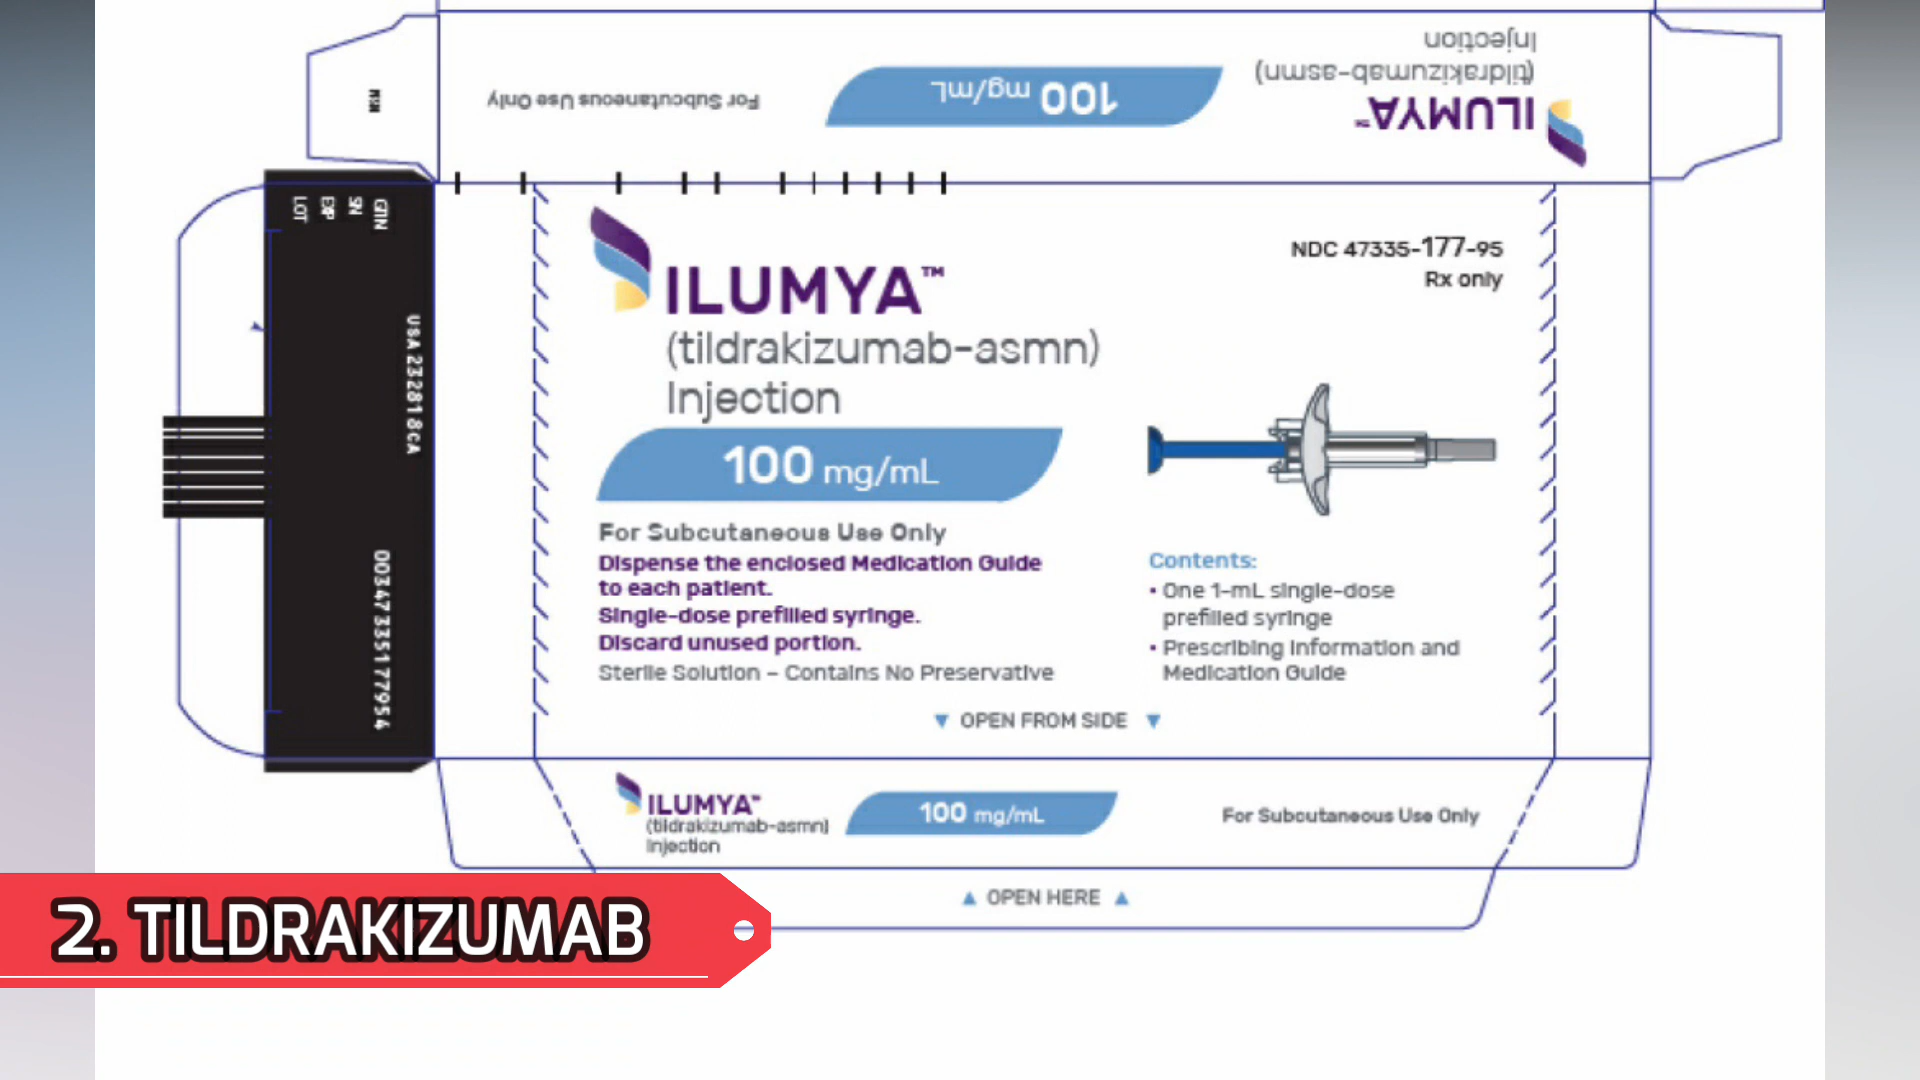 Injection
(tildrakizumab-asmn)
ILUMYA™
100 mg/mL
For Subcutaneous Use Only
GTIN
SN
EXP
LOT
USA 232818CA
00347335177954
ILUMYA™
(tildrakizumab-asmn)
Injection
100 mg/mL
NDC 47335-177-95
Rx only
For Subcutaneous Use Only
Dispense the enclosed Medication Guide
to each patient.
Single-dose prefilled syringe.
Discard unused portion.
Sterile Solution – Contains No Preservative
Contents:
• One 1-mL single-dose
prefilled syringe
• Prescribing Information and
Medication Guide
▼ OPEN FROM SIDE ▼
ILUMYA™
(tildrakizumab-asmn)
Injection
100 mg/mL
For Subcutaneous Use Only
▲ OPEN HERE ▲
2. TILDRAKIZUMAB